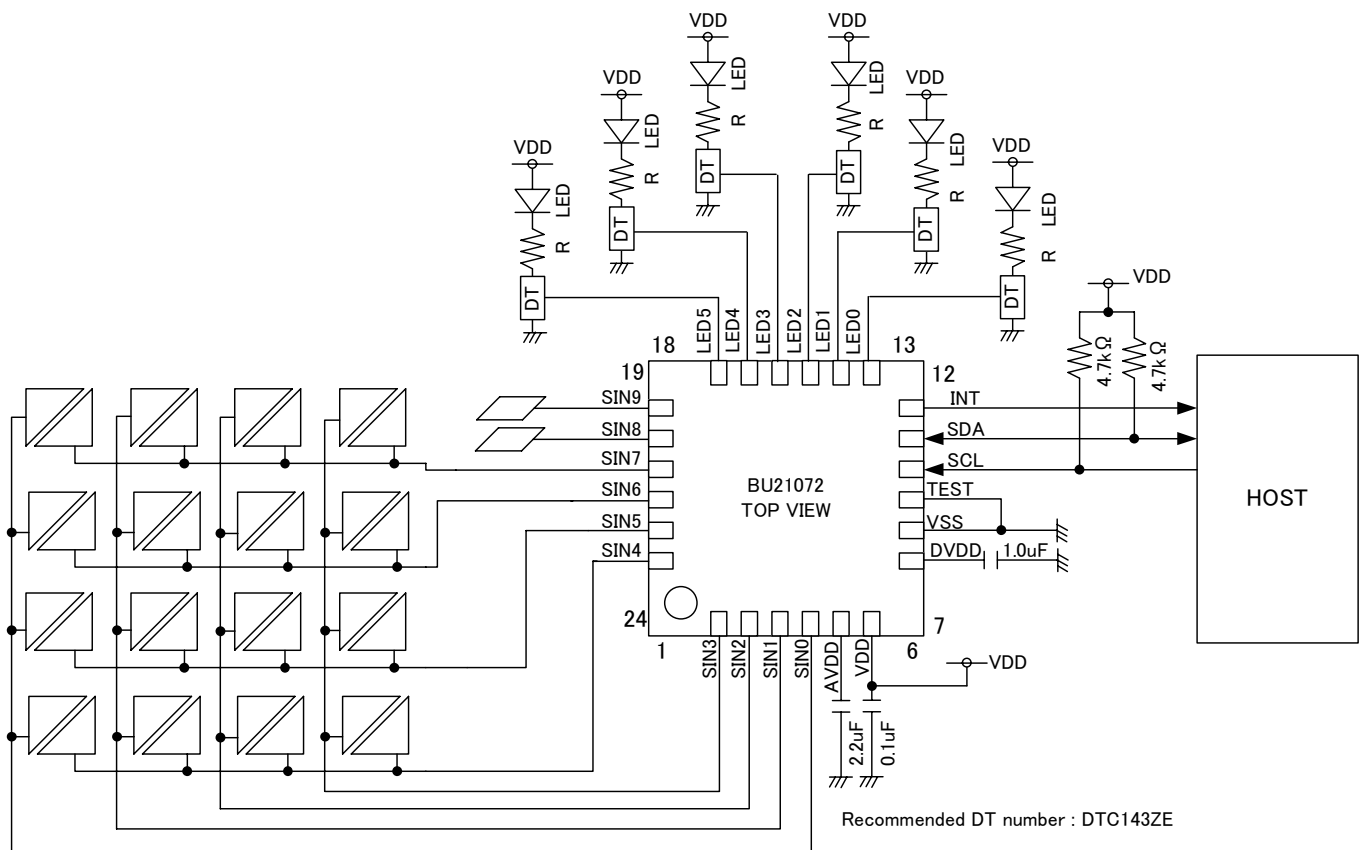 VDD
LED
R
DT
VDD
LED
R
DT
VDD
LED
R
DT
VDD
LED
R
DT
VDD
LED
R
DT
VDD
LED
R
DT
LED5
LED4
LED3
LED2
LED1
LED0
18
13
19
12
VDD
4.7kΩ
4.7kΩ
SIN9
SIN8
SIN7
SIN6
SIN5
SIN4
BU21072
TOP VIEW
INT
SDA
SCL
TEST
VSS
DVDD
1.0uF
HOST
24
1
7
6
SIN3
SIN2
SIN1
SIN0
AVDD
VDD
VDD
2.2uF
0.1uF
Recommended DT number : DTC143ZE